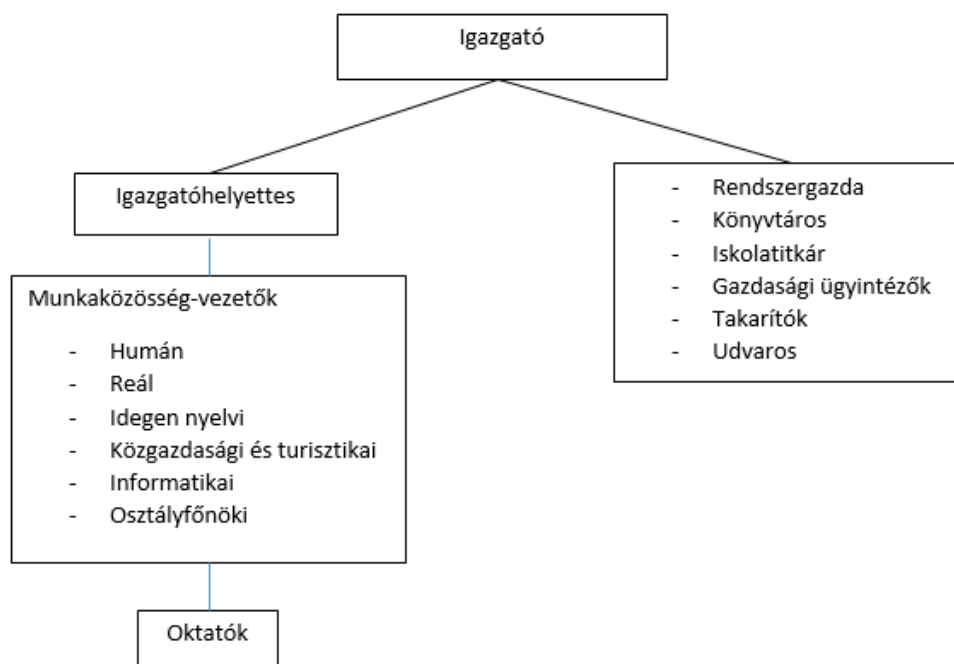 Igazgató
Igazgatóhelyettes
- Rendszergazda
- Könyvtáros
- Iskolatitkár
- Gazdasági ügyintézők
- Takarítók
- Udvaros
Munkaközösség-vezetők
- Humán
- Reál
- Idegen nyelvi
- Közgazdasági és turisztikai
- Informatikai
- Osztályfőnöki
Oktatók